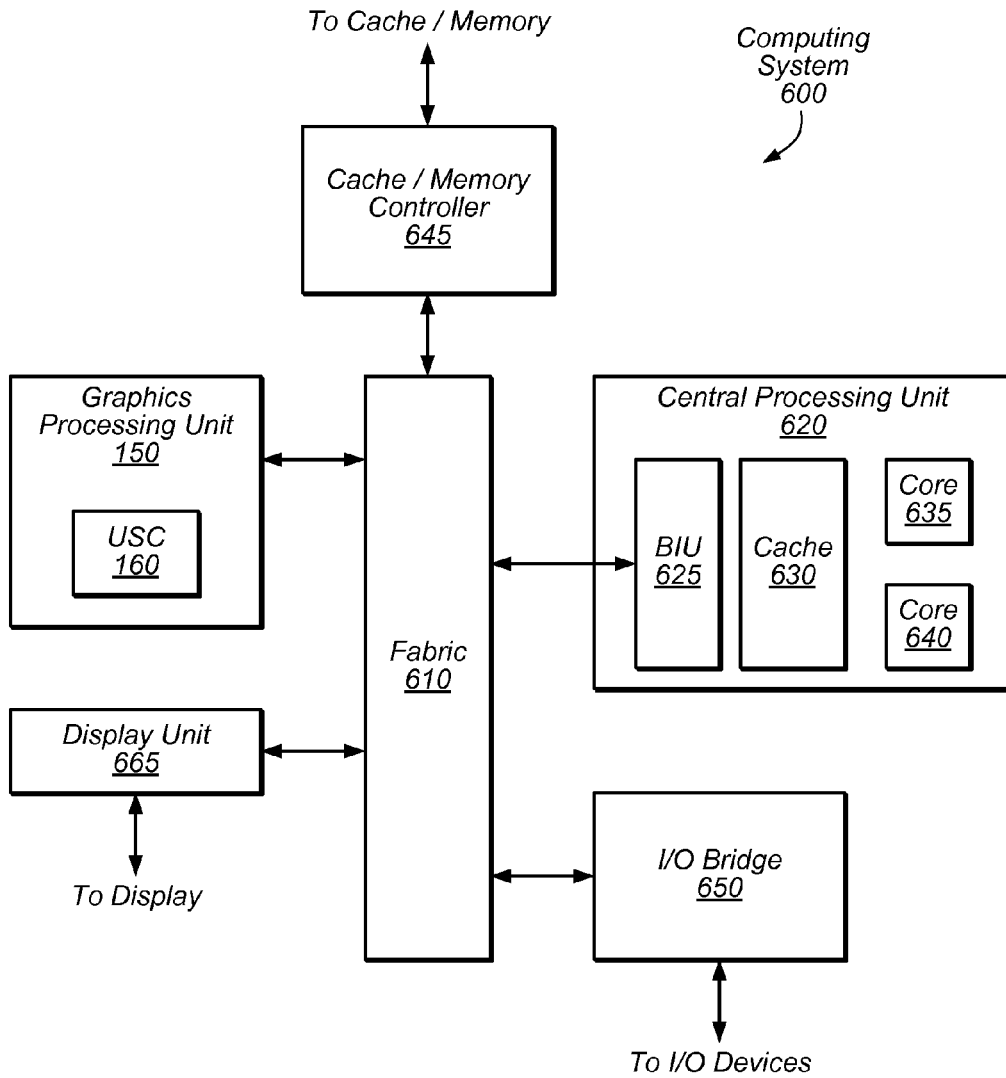 To Cache / Memory
Computing
System
600
Cache / Memory
Controller
645
Graphics
Processing Unit
150
USC
160
Fabric
610
Central Processing Unit
620
BIU
625
Cache
630
Core
635
Core
640
Display Unit
665
To Display
I/O Bridge
650
To I/O Devices